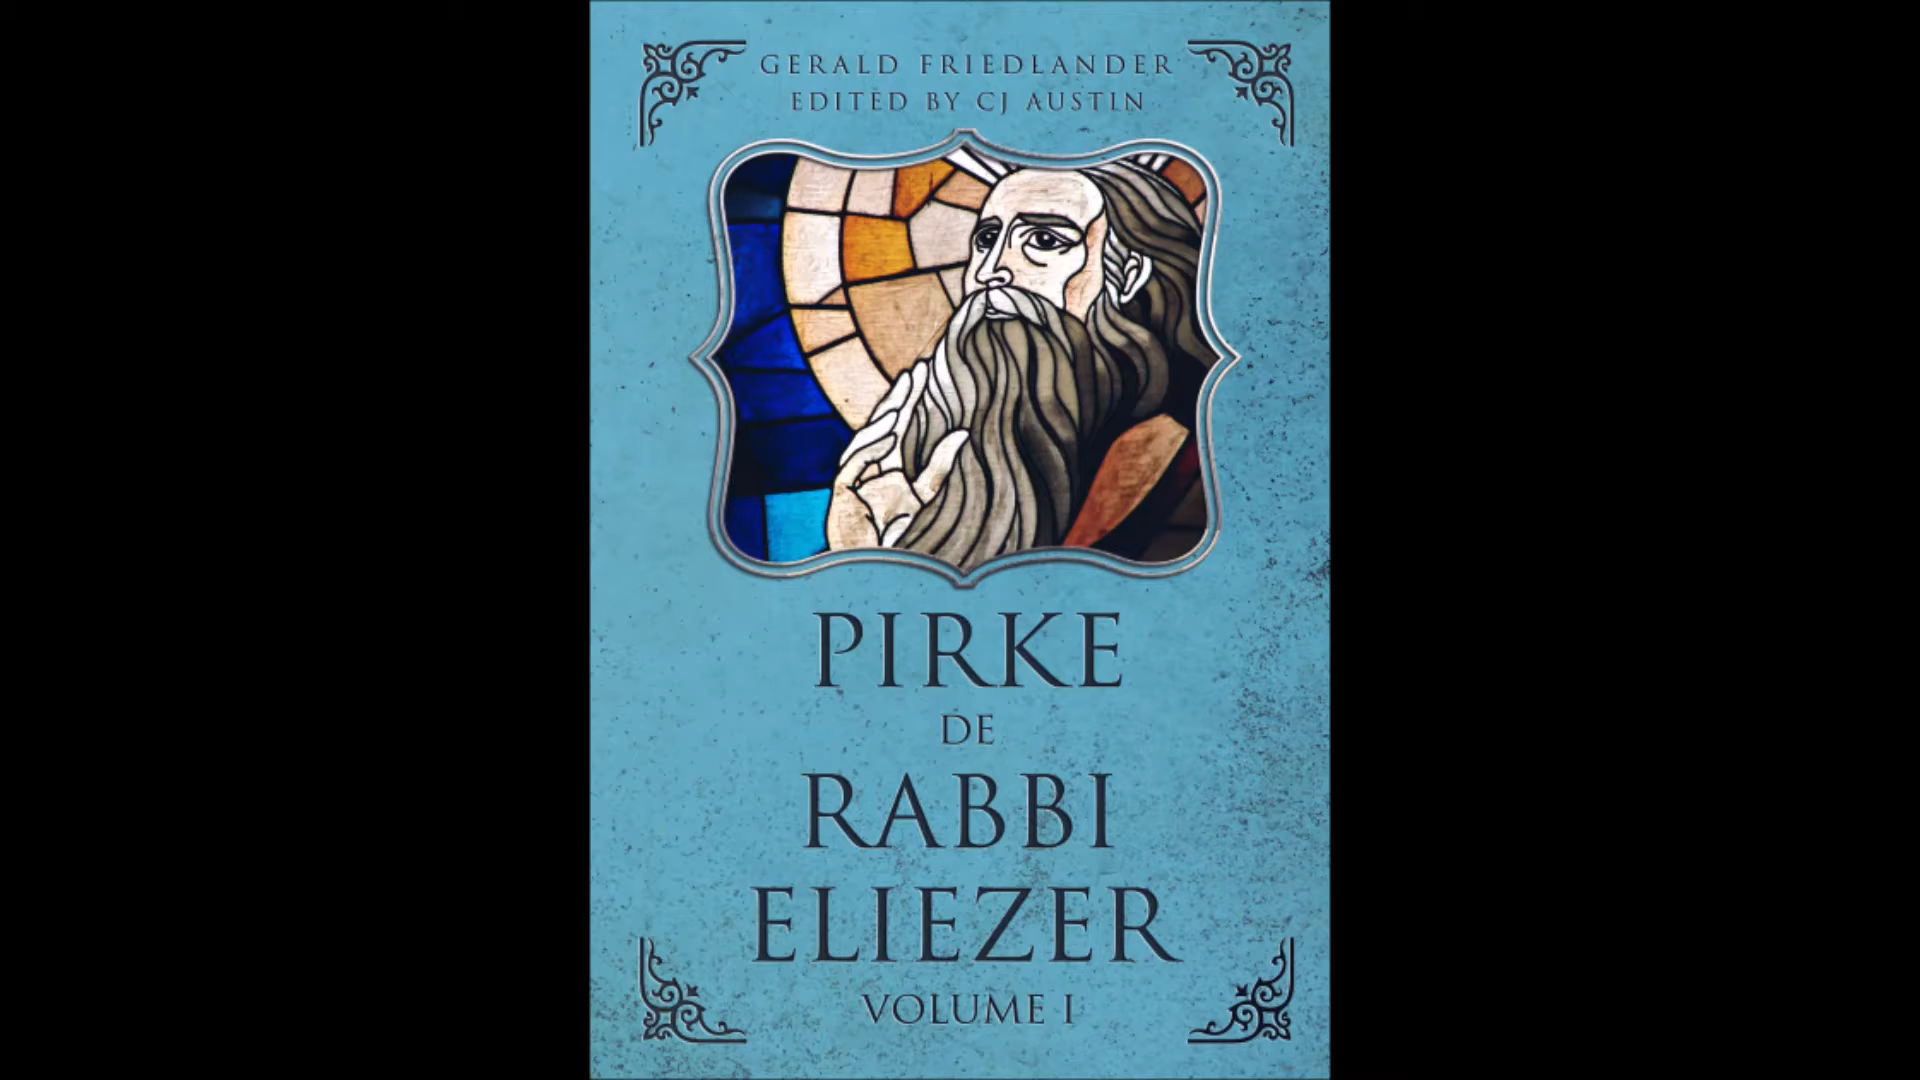 GERALD FRIEDLANDER
EDITED BY CJ AUSTIN
PIRKE
DE
RABBI
ELIEZER
VOLUME I